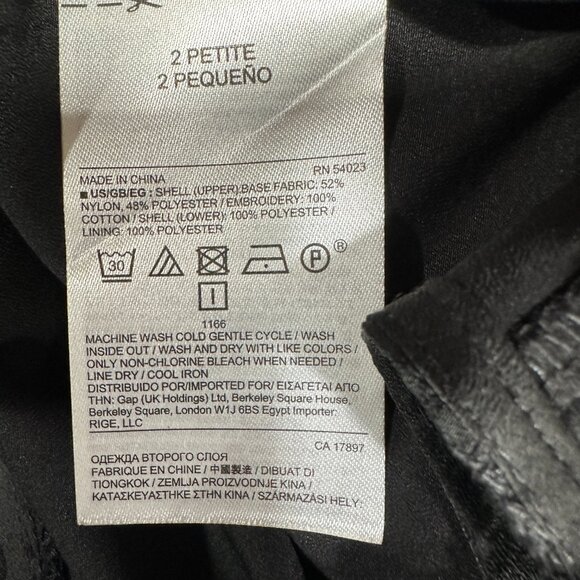 2 PETITE
2 PEQUEÑO
MADE IN CHINA RN 54023
■ US/GB/EG : SHELL (UPPER):BASE FABRIC: 52%
NYLON, 48% POLYESTER / EMBROIDERY: 100%
COTTON / SHELL (LOWER): 100% POLYESTER /
LINING: 100% POLYESTER
30 P ®
I
1166
MACHINE WASH COLD GENTLE CYCLE / WASH
INSIDE OUT / WASH AND DRY WITH LIKE COLORS /
ONLY NON-CHLORINE BLEACH WHEN NEEDED /
LINE DRY / COOL IRON
DISTRIBUIDO POR/IMPORTED FOR/ ΕΙΣΑΓΕΤΑΙ ΑΠΟ
ΤΗΝ: Gap (UK Holdings) Ltd, Berkeley Square House,
Berkeley Square, London W1J 6BS Egypt Importer:
RIGE, LLC
CA 17897
ОДЕЖДА ВТОРОГО СЛОЯ
FABRIQUE EN CHINE / 中國製造 / DIBUAT DI
TIONGKOK / ZEMLJA PROIZVODNJE KINA /
ΚΑΤΑΣΚΕΥΑΣΤΗΚΕ ΣΤΗΝ ΚΙΝΑ / SZÁRMAZÁSI HELY: